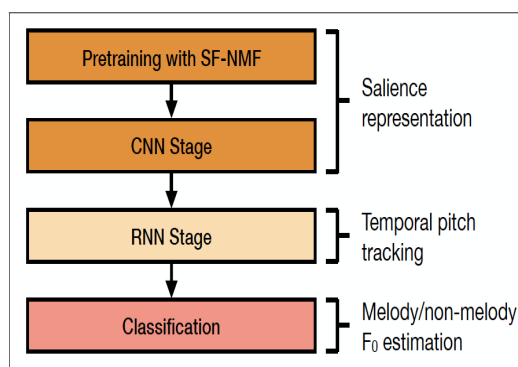 Pretraining with SF-NMF
Salience
representation
CNN Stage
RNN Stage
Temporal pitch
tracking
Classification
Melody/non-melody
F₀ estimation